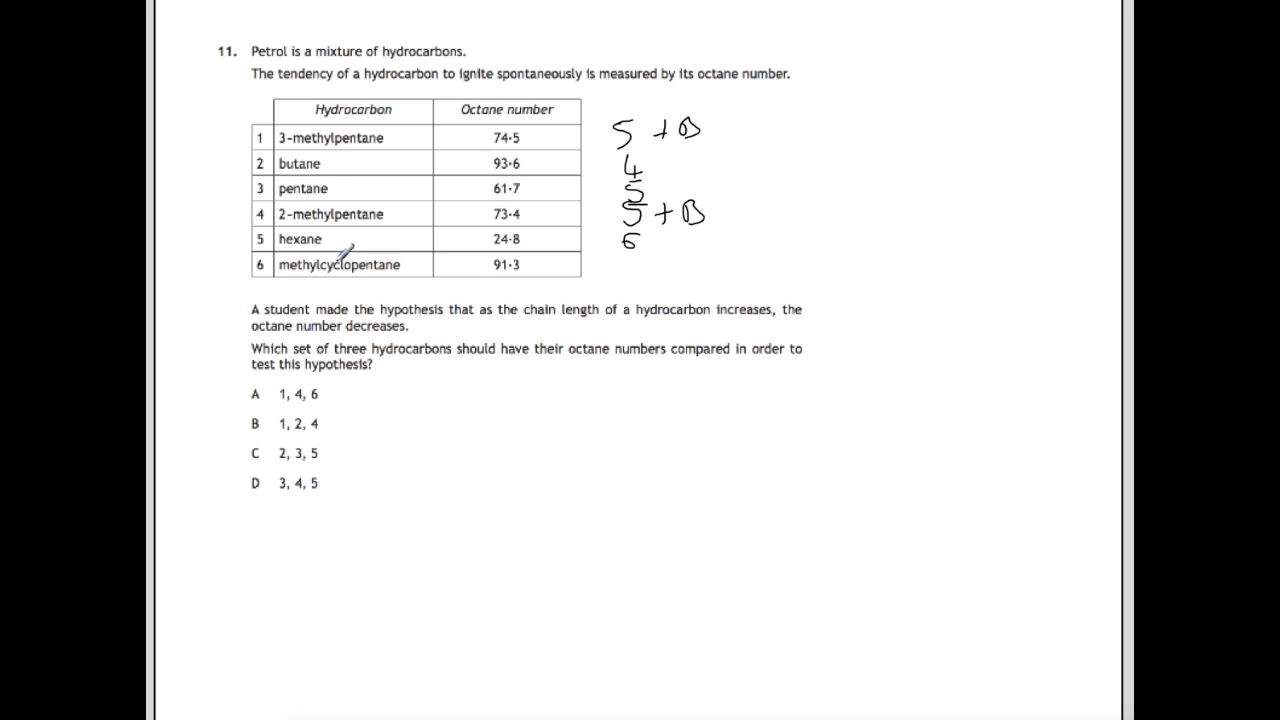 11. Petrol is a mixture of hydrocarbons.
The tendency of a hydrocarbon to ignite spontaneously is measured by its octane number.
Hydrocarbon Octane number
1 3-methylpentane 74·5 5 + B
2 butane 93·6 4
3 pentane 61·7 5
4 2-methylpentane 73·4 5 + B
5 hexane 24·8 6
6 methylcyclopentane 91·3
A student made the hypothesis that as the chain length of a hydrocarbon increases, the
octane number decreases.
Which set of three hydrocarbons should have their octane numbers compared in order to
test this hypothesis?
A 1, 4, 6
B 1, 2, 4
C 2, 3, 5
D 3, 4, 5